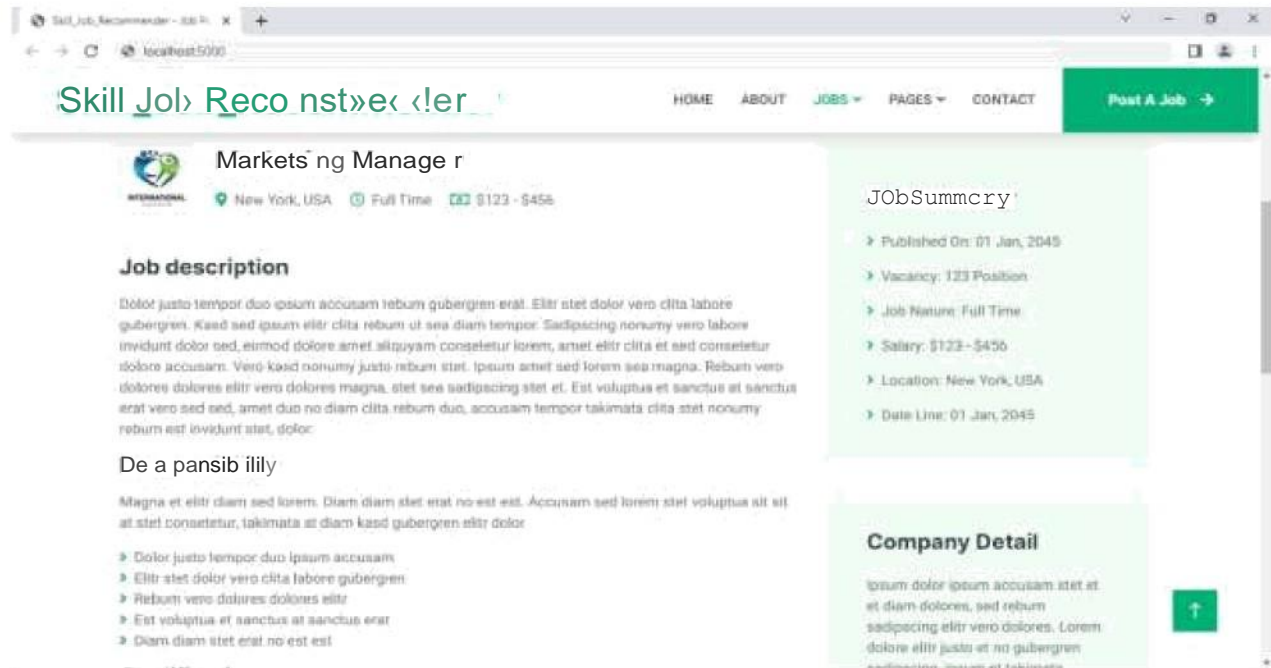 Skill_Job_Recommender - Job P
localhost:5000
Skill Jol› Reco nst»e‹ ‹!er
HOME ABOUT JOBS PAGES CONTACT Post A Job
Markets ng Manage r
INTERNATIONAL
New York, USA Full Time $123 - $456
Job description
Dolor justo tempor duo ipsum accusam rebum gubergren erat. Elitr stet dolor vero clita labore
gubergren. Kasd sed ipsum elitr clita rebum ut sea diam tempor. Sadipscing nonumy vero labore
invidunt dolor sed, eirmod dolore amet aliquyam consetetur lorem, amet elitr clita et sed consetetur
dolore accusam. Vero kasd nonumy justo rebum stet. Ipsum amet sed lorem sea magna. Rebum vero
dolores dolores elitr vero dolores magna, stet sea sadipscing stet et. Est voluptua et sanctus at sanctus
erat vero sed sed, amet duo no diam clita rebum duo, accusam tempor takimata clita stet nonumy
rebum est invidunt stet, dolor.
De a pansib ilily
Magna et elitr diam sed lorem. Diam diam stet erat no est est. Accusam sed lorem stet voluptua sit sit
at stet consetetur, takimata at diam kasd gubergren elitr dolor
Dolor justo tempor duo ipsum accusam
Elitr stet dolor vero clita labore gubergren
Rebum vero dolores dolores elitr
Est voluptua et sanctus at sanctus erat
Diam diam stet erat no est est
JObSummcry
Published On: 01 Jan, 2045
Vacancy: 123 Position
Job Nature: Full Time
Salary: $123 - $456
Location: New York, USA
Date Line: 01 Jan, 2045
Company Detail
Ipsum dolor ipsum accusam stet et
et diam dolores, sed rebum
sadipscing elitr vero dolores. Lorem
dolore elitr justo et no gubergren